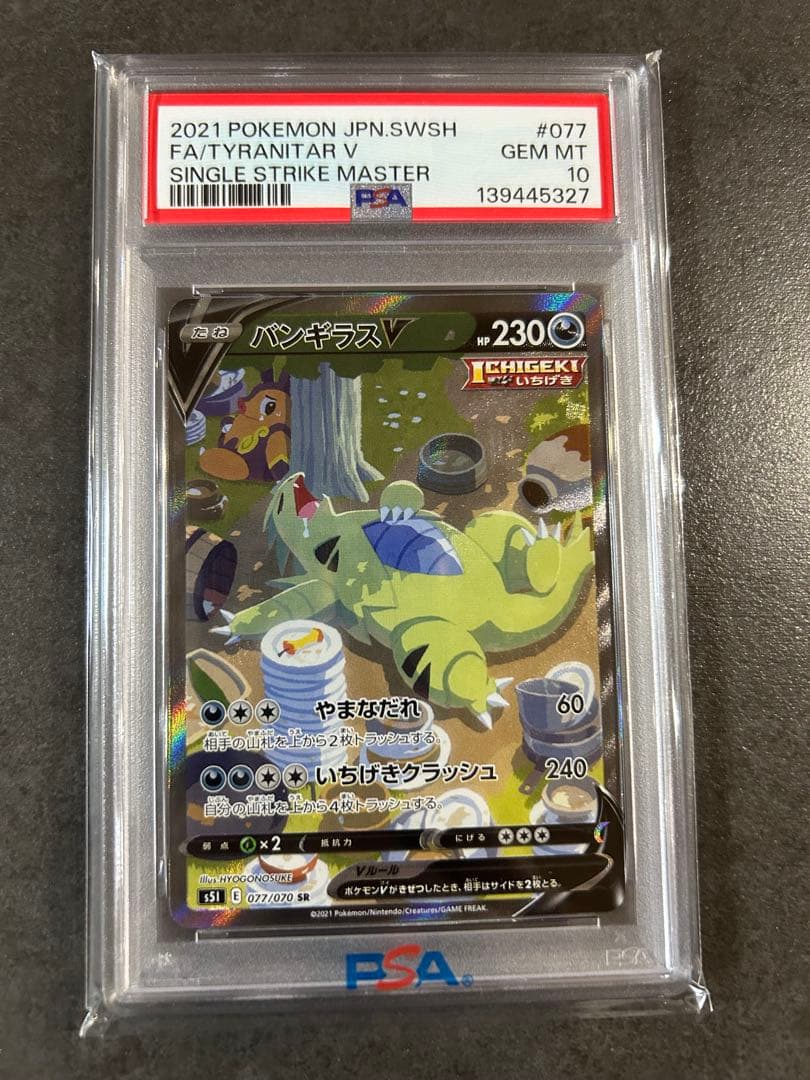 2021 POKEMON JPN.SWSH #077
FA/TYRANITAR V GEM MT
SINGLE STRIKE MASTER 10
PSA 139445327
たね バンギラスV HP 230
ICHIGEKI
いちげき
やまなだれ 60
相手の山札を上から2枚トラッシュする。
いちげきクラッシュ 240
自分の山札を上から4枚トラッシュする。
弱点 ×2 抵抗力 にげる
Vルール
ポケモンVがきぜつしたとき、相手はサイドを2枚とる。
Illus. HYOGONOSUKE
s5I E 077/070 SR
©2021 Pokémon/Nintendo/Creatures/GAME FREAK.
PSA